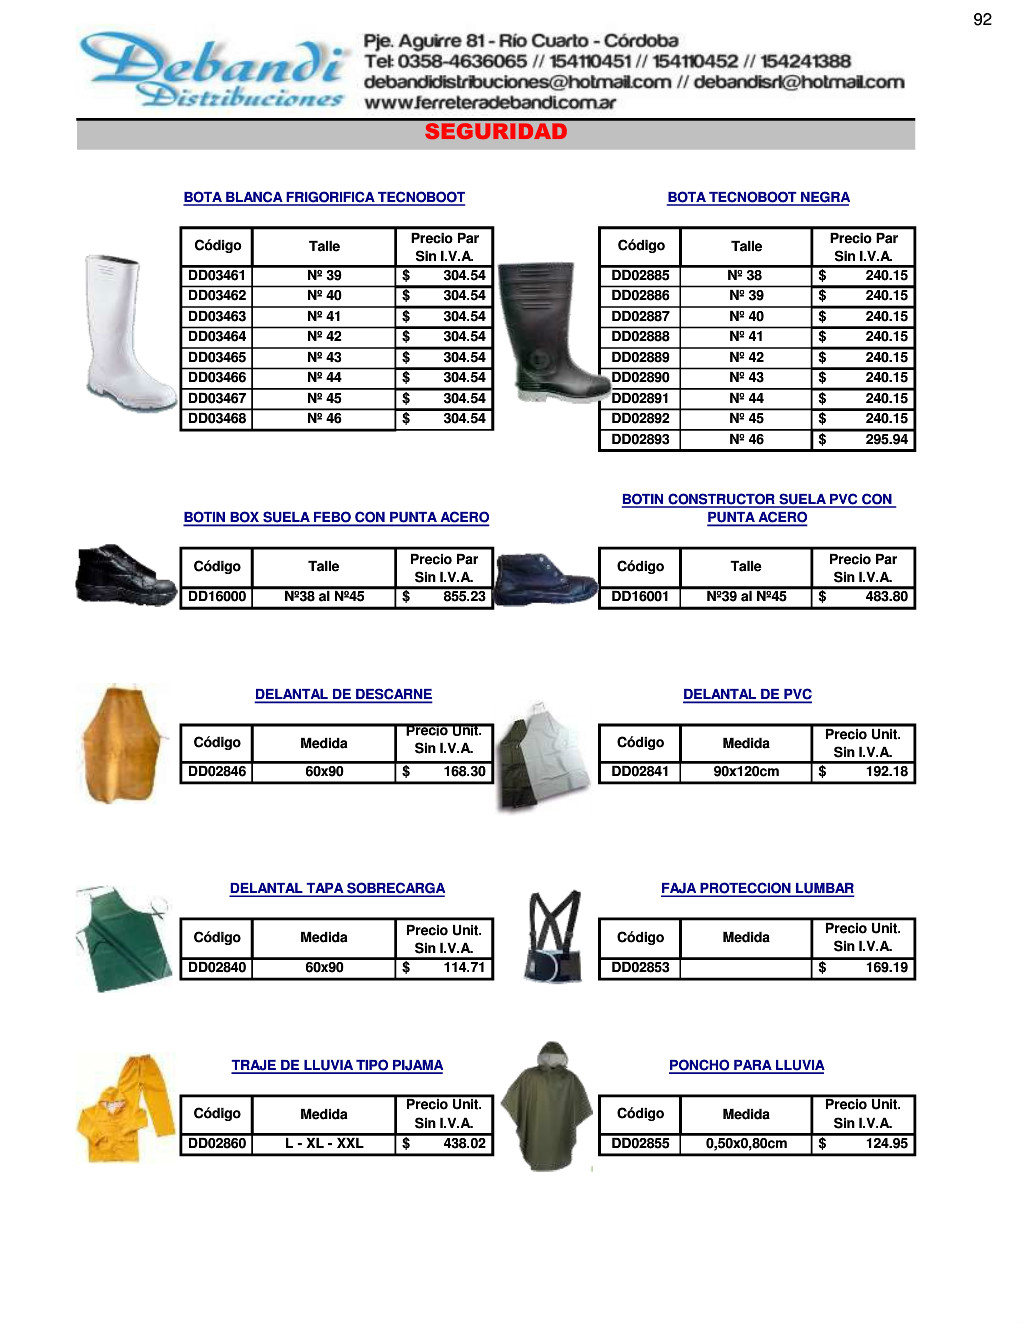 92
Debandi
Distribuciones
Pje. Aguirre 81 - Río Cuarto - Córdoba
Tel: 0358-4636065 // 154110451 // 154110452 // 154241388
debandidistribuciones@hotmail.com // debandisrl@hotmail.com
www.ferreteradebandi.com.ar
SEGURIDAD
BOTA BLANCA FRIGORIFICA TECNOBOOT
Código Talle Precio Par Sin I.V.A.
DD03461 Nº 39 $ 304.54
DD03462 Nº 40 $ 304.54
DD03463 Nº 41 $ 304.54
DD03464 Nº 42 $ 304.54
DD03465 Nº 43 $ 304.54
DD03466 Nº 44 $ 304.54
DD03467 Nº 45 $ 304.54
DD03468 Nº 46 $ 304.54
BOTA TECNOBOOT NEGRA
Código Talle Precio Par Sin I.V.A.
DD02885 Nº 38 $ 240.15
DD02886 Nº 39 $ 240.15
DD02887 Nº 40 $ 240.15
DD02888 Nº 41 $ 240.15
DD02889 Nº 42 $ 240.15
DD02890 Nº 43 $ 240.15
DD02891 Nº 44 $ 240.15
DD02892 Nº 45 $ 240.15
DD02893 Nº 46 $ 295.94
BOTIN BOX SUELA FEBO CON PUNTA ACERO
Código Talle Precio Par Sin I.V.A.
DD16000 Nº38 al Nº45 $ 855.23
BOTIN CONSTRUCTOR SUELA PVC CON
PUNTA ACERO
Código Talle Precio Par Sin I.V.A.
DD16001 Nº39 al Nº45 $ 483.80
DELANTAL DE DESCARNE
Código Medida Precio Unit. Sin I.V.A.
DD02846 60x90 $ 168.30
DELANTAL DE PVC
Código Medida Precio Unit. Sin I.V.A.
DD02841 90x120cm $ 192.18
DELANTAL TAPA SOBRECARGA
Código Medida Precio Unit. Sin I.V.A.
DD02840 60x90 $ 114.71
FAJA PROTECCION LUMBAR
Código Medida Precio Unit. Sin I.V.A.
DD02853 $ 169.19
TRAJE DE LLUVIA TIPO PIJAMA
Código Medida Precio Unit. Sin I.V.A.
DD02860 L - XL - XXL $ 438.02
PONCHO PARA LLUVIA
Código Medida Precio Unit. Sin I.V.A.
DD02855 0,50x0,80cm $ 124.95